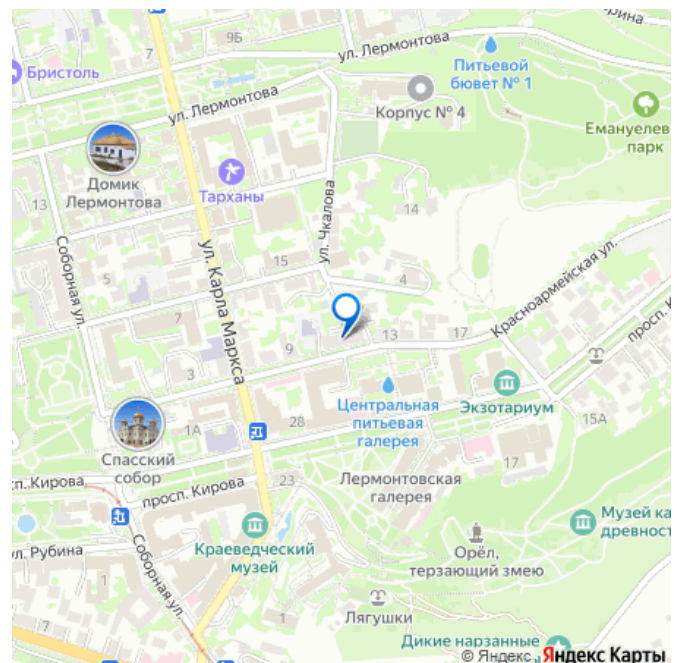 9Б
ул. Лермонтова
7
Бристоль
Питьевой
бювет № 1
ул. Лермонтова
Корпус № 4
Емануелев
парк
Домик
Лермонтова
Тарханы
13
14
ул. Чкалова
Соборная ул.
5
ул. Карла Маркса
15
4
Красноармейская ул.
7
13
17
просп. К
9
3
Экзотариум
Центральная
питьевая
галерея
1А
28
15А
Спасский
собор
17
сп. Кирова
просп. Кирова
23
Лермонтовская
галерея
Музей ка
древност
ул. Рубина
Краеведческий
музей
Орёл,
терзающий змею
Соборная ул.
1
Лягушки
Дикие нарзанные
© Яндекс Яндекс Карты